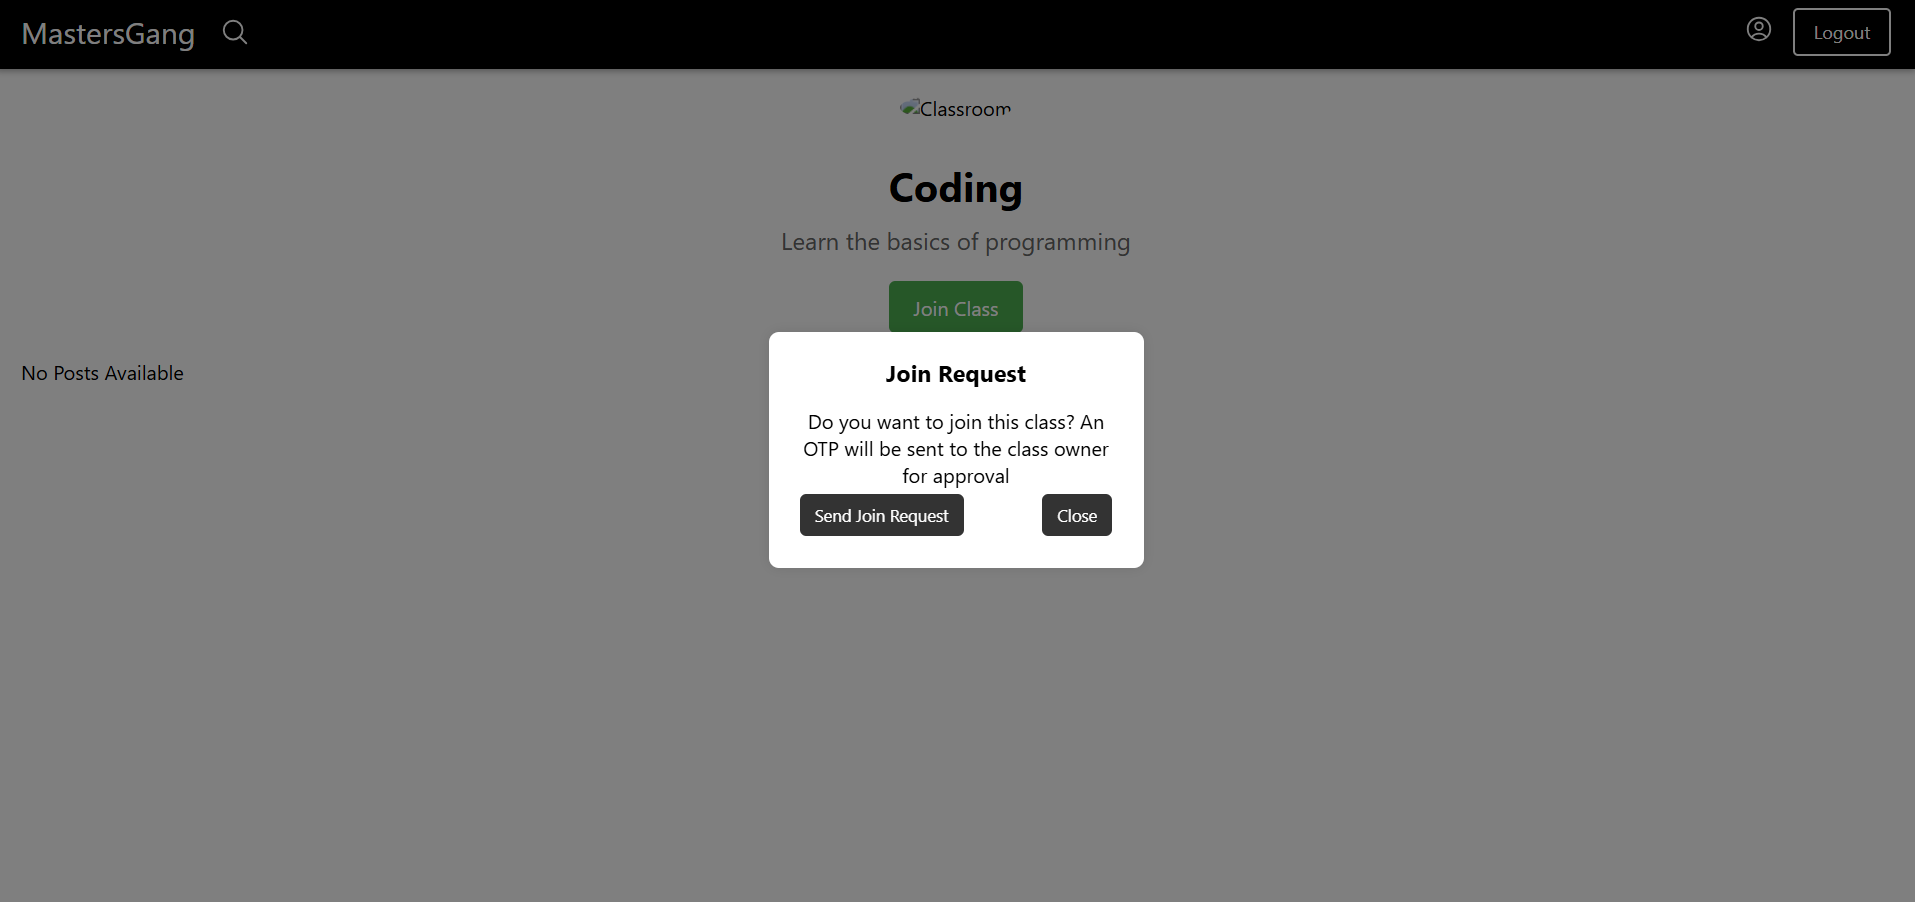 MastersGang
Logout
Classroom
Coding
Learn the basics of programming
Join Class
No Posts Available
Join Request
Do you want to join this class? An
OTP will be sent to the class owner
for approval
Send Join Request
Close